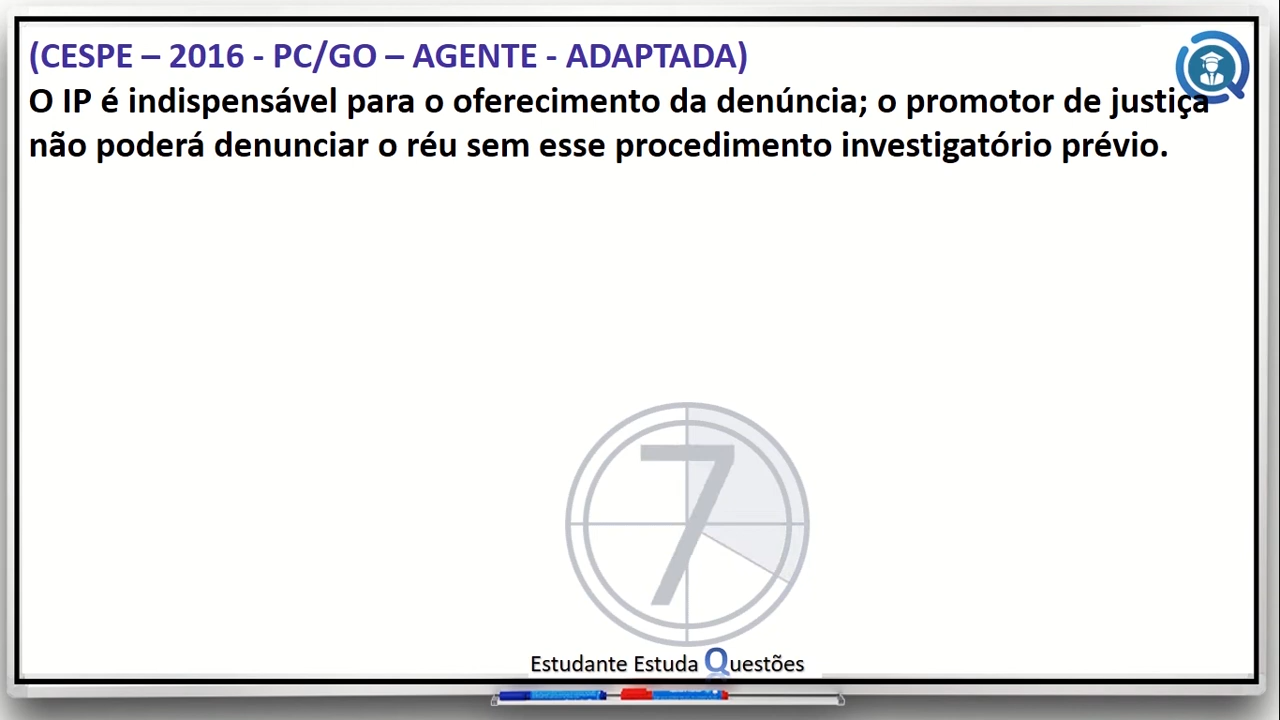 (CESPE – 2016 - PC/GO – AGENTE - ADAPTADA)
O IP é indispensável para o oferecimento da denúncia; o promotor de justiça
não poderá denunciar o réu sem esse procedimento investigatório prévio.
7
Estudante Estuda Questões